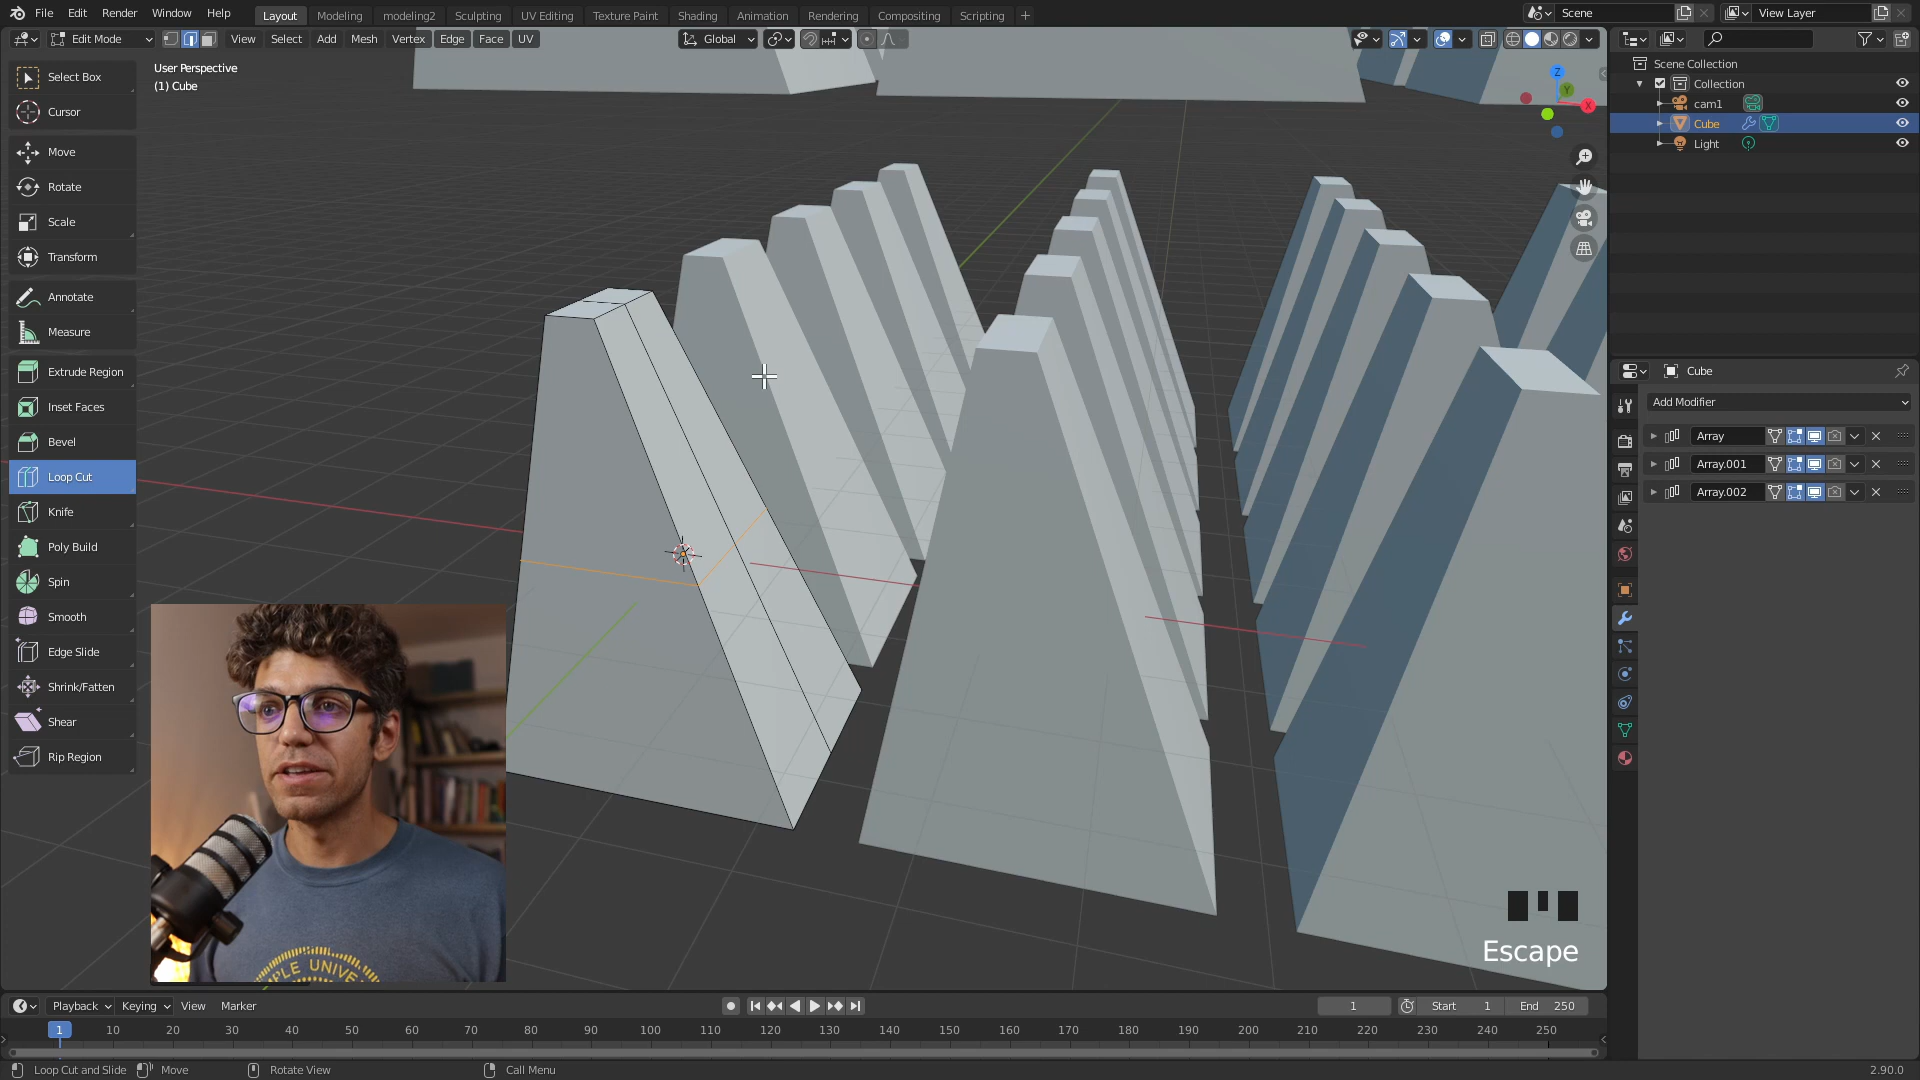 File Edit Render Window Help Layout Modeling modeling2 Sculpting UV Editing Texture Paint Shading Animation Rendering Compositing Scripting + Scene View Layer
Edit Mode View Select Add Mesh Vertex Edge Face UV Global
User Perspective
(1) Cube
Select Box
Cursor
Move
Rotate
Scale
Transform
Annotate
Measure
Extrude Region
Inset Faces
Bevel
Loop Cut
Knife
Poly Build
Spin
Smooth
Edge Slide
Shrink/Fatten
Shear
Rip Region
Z
Y
X
Scene Collection
Collection
cam1
Cube
Light
Cube
Add Modifier
Array
Array.001
Array.002
PLE UNIVE
Escape
Playback Keying View Marker 1 Start 1 End 250
1 10 20 30 40 50 60 70 80 90 100 110 120 130 140 150 160 170 180 190 200 210 220 230 240 250
Loop Cut and Slide Move Rotate View Call Menu 2.90.0